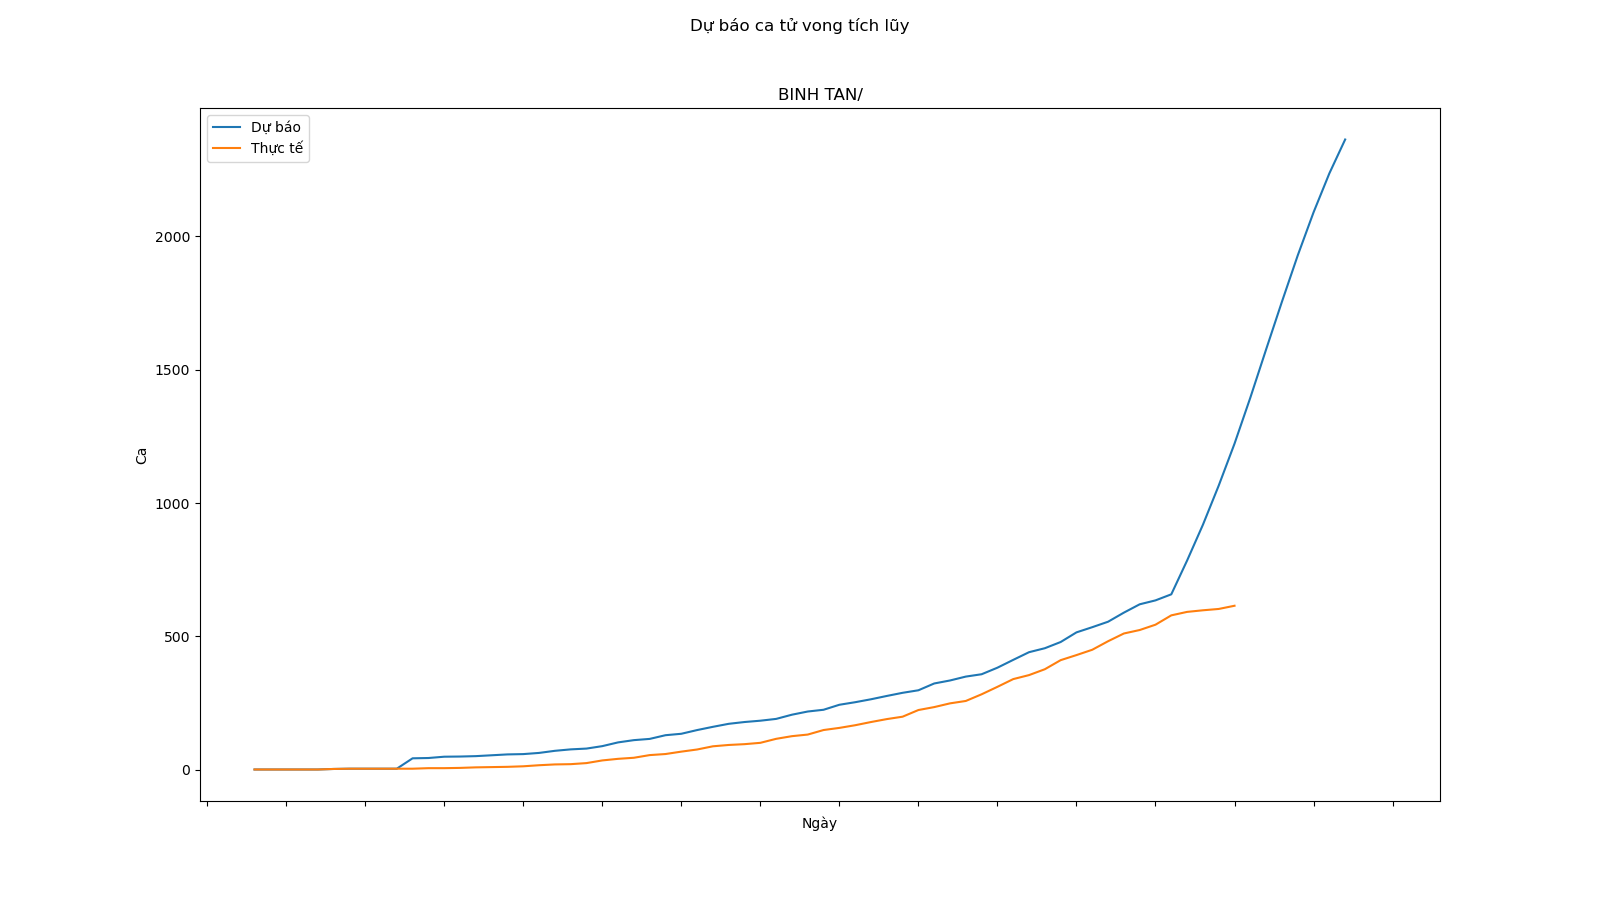 Dự báo ca tử vong tích lũy
BINH TAN/
Dự báo
Thực tế
2000
1500
1000
500
0
Ca
Ngày